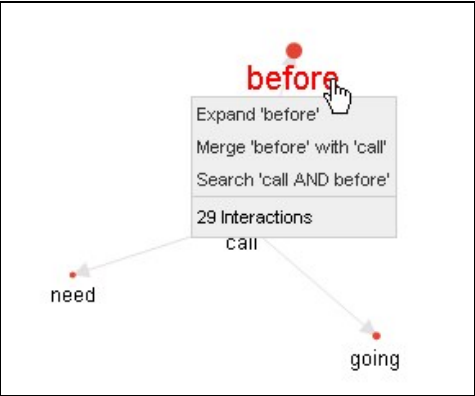 before
Expand 'before'
Merge 'before' with 'call'
Search 'call AND before'
29 Interactions
call
need
going